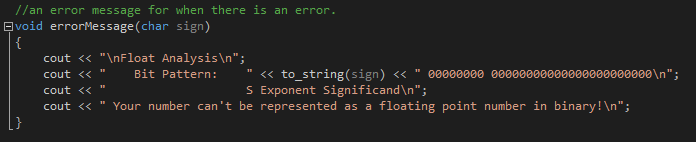 //an error message for when there is an error.
void errorMessage(char sign)
{
    cout << "\nFloat Analysis\n";
    cout << "    Bit Pattern:    " << to_string(sign) << " 00000000 00000000000000000000000\n";
    cout << "                    S Exponent Significand\n";
    cout << " Your number can't be represented as a floating point number in binary!\n";
}